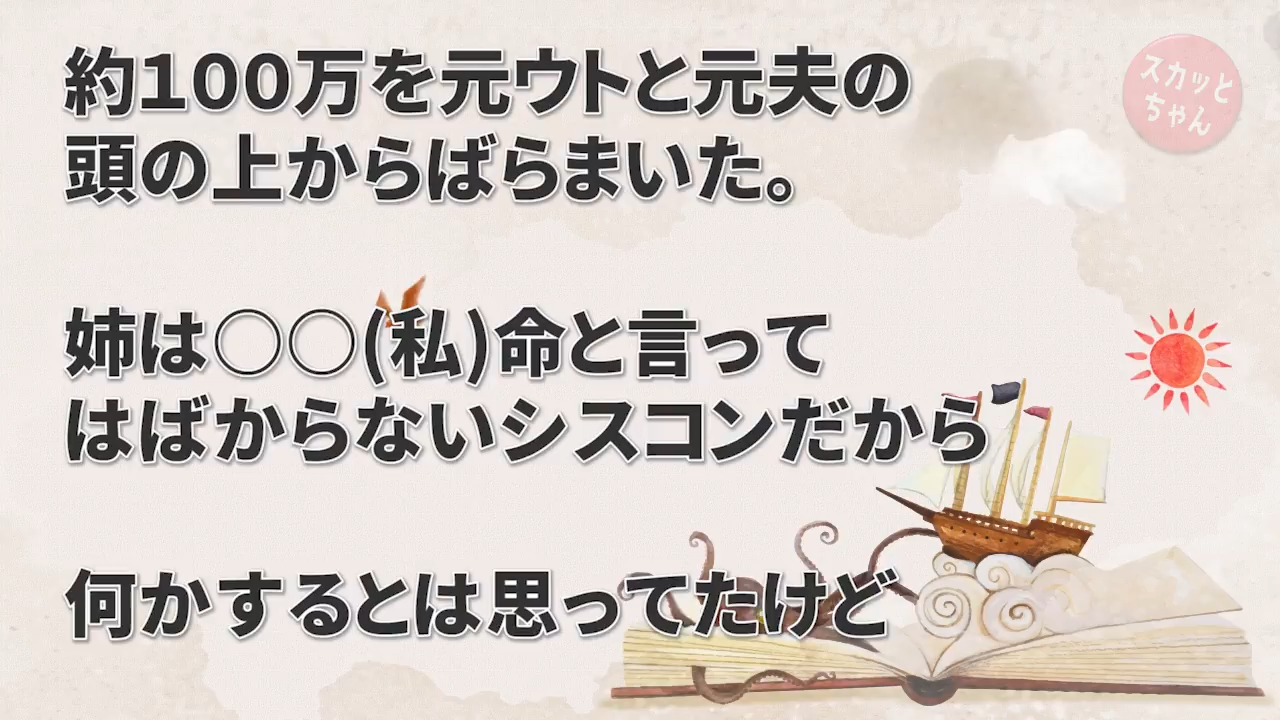 約100万を元ウトと元夫の
頭の上からばらまいた。
姉は○○(私)命と言って
はばからないシスコンだから
何かするとは思ってたけど
スカッと
ちゃん